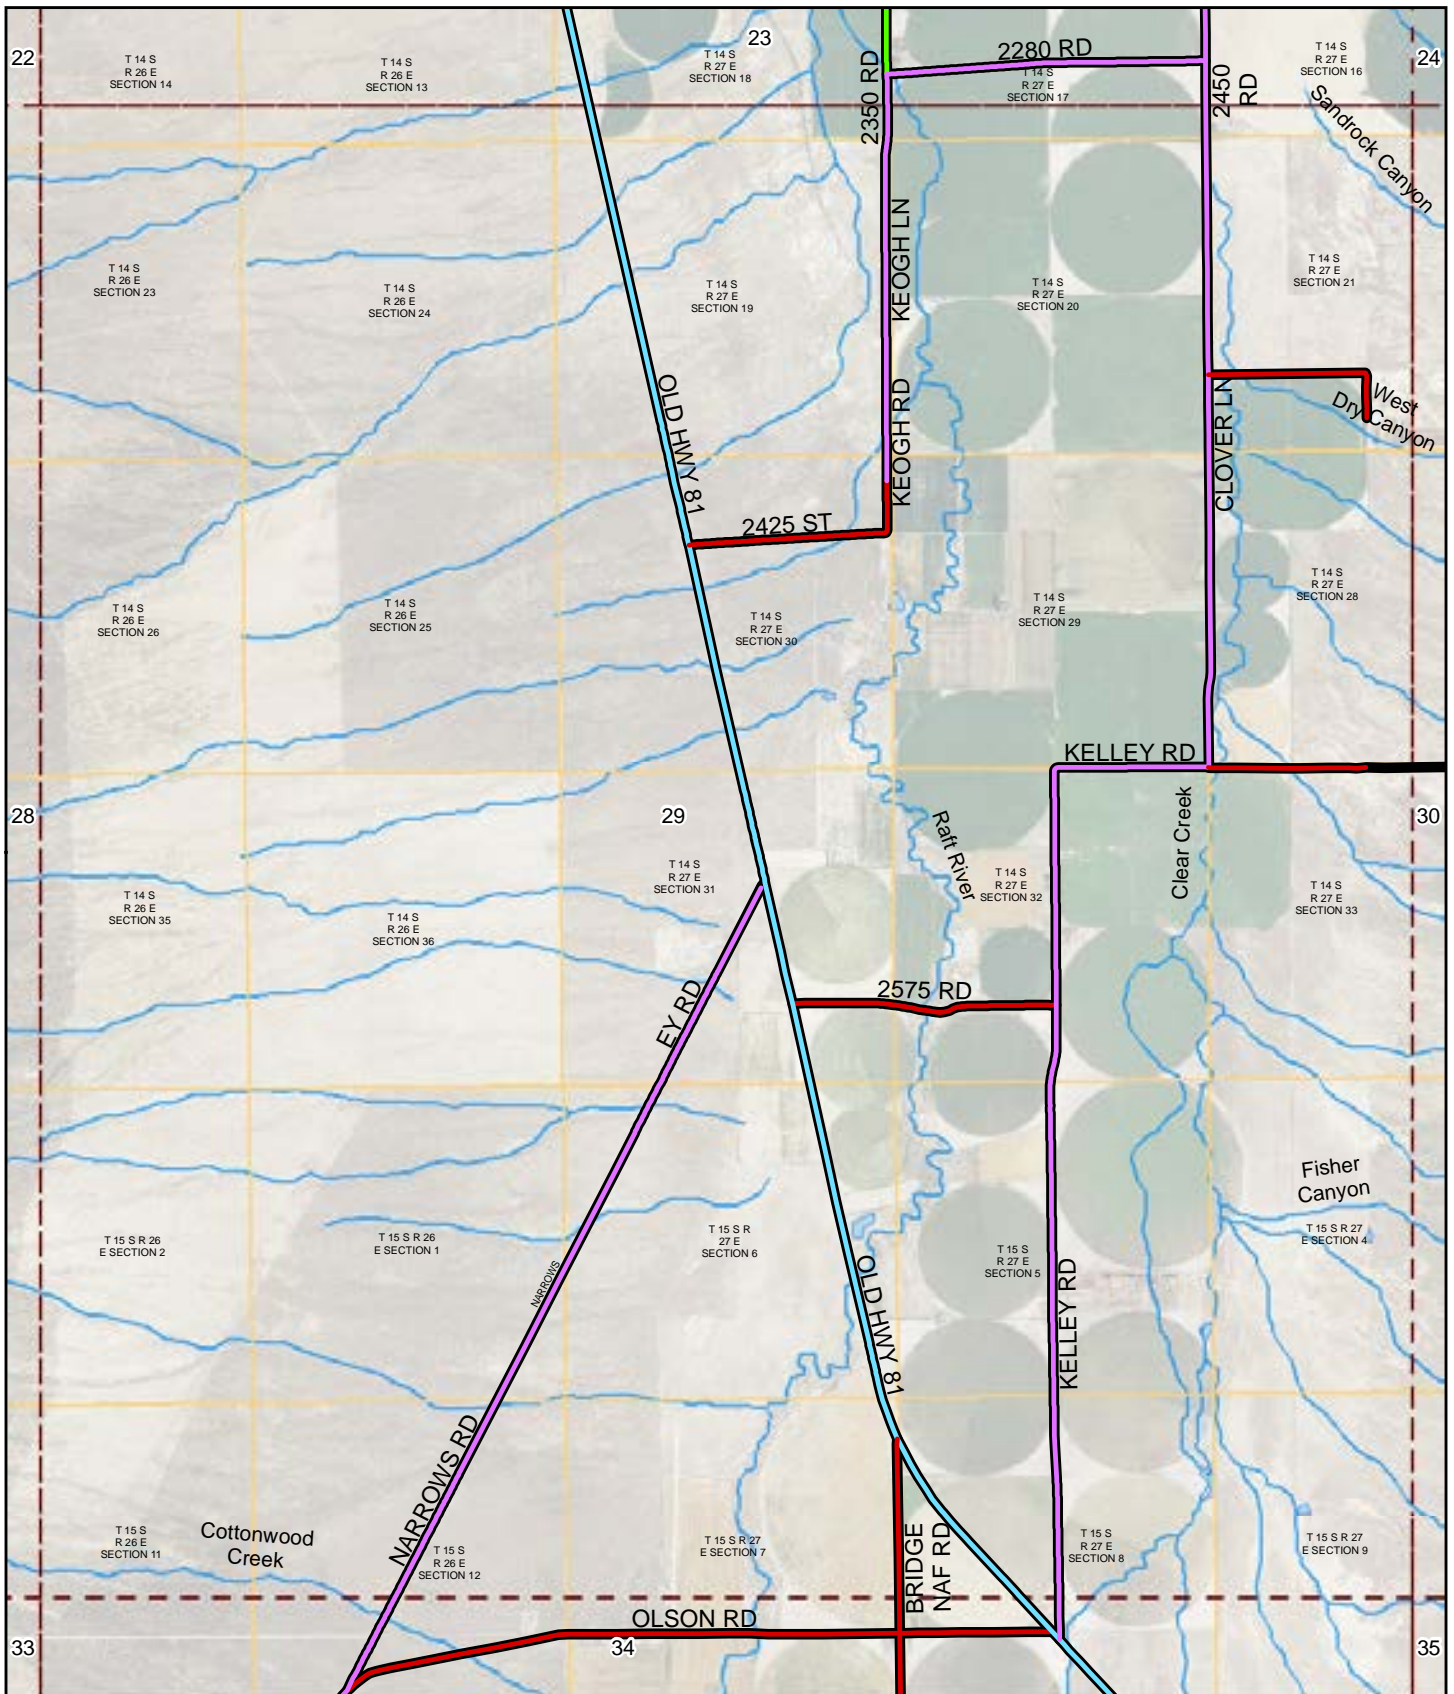 22
23
24
T 14 S
R 26 E
SECTION 14
T 14 S
R 26 E
SECTION 13
T 14 S
R 27 E
SECTION 18
2350 RD
2280 RD
T 14 S
R 27 E
SECTION 17
2450
RD
T 14 S
R 27 E
SECTION 16
Sandrock Canyon
T 14 S
R 26 E
SECTION 23
T 14 S
R 26 E
SECTION 24
T 14 S
R 27 E
SECTION 19
KEOGH LN
T 14 S
R 27 E
SECTION 20
T 14 S
R 27 E
SECTION 21
OLD HWY 81
KEOGH RD
CLOVER LN
West
Dry Canyon
2425 ST
T 14 S
R 26 E
SECTION 26
T 14 S
R 26 E
SECTION 25
T 14 S
R 27 E
SECTION 30
T 14 S
R 27 E
SECTION 29
T 14 S
R 27 E
SECTION 28
KELLEY RD
28
29
30
Raft River
Clear Creek
T 14 S
R 26 E
SECTION 35
T 14 S
R 26 E
SECTION 36
T 14 S
R 27 E
SECTION 31
T 14 S
R 27 E
SECTION 32
T 14 S
R 27 E
SECTION 33
EY RD
2575 RD
Fisher
Canyon
T 15 S R 26
E SECTION 2
T 15 S R 26
E SECTION 1
T 15 S R
27 E
SECTION 6
T 15 S
R 27 E
SECTION 5
T 15 S R 27
E SECTION 4
NARROWS
OLD HWY 81
KELLEY RD
NARROWS RD
T 15 S
R 26 E
SECTION 11
Cottonwood
Creek
T 15 S
R 26 E
SECTION 12
T 15 S R 27
E SECTION 7
BRIDGE
NAF RD
T 15 S
R 27 E
SECTION 8
T 15 S R 27
E SECTION 9
OLSON RD
33
34
35